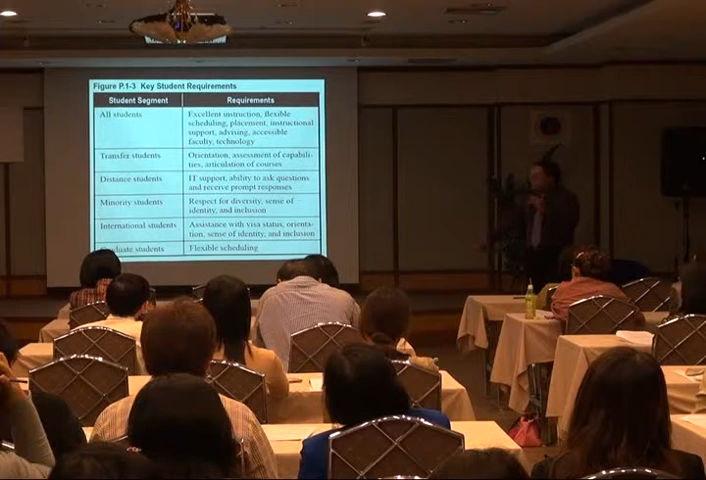 Figure P.1-3 Key Student Requirements
Student Segment Requirements
All students Excellent instruction, flexible
scheduling, placement, instructional
support, advising, accessible
faculty, technology
Transfer students Orientation, assessment of capabili-
ties, articulation of courses
Distance students IT support, ability to ask questions
and receive prompt responses
Minority students Respect for diversity, sense of
identity, and inclusion
International students Assistance with visa status, orienta-
tion, sense of identity, and inclusion
Graduate students Flexible scheduling